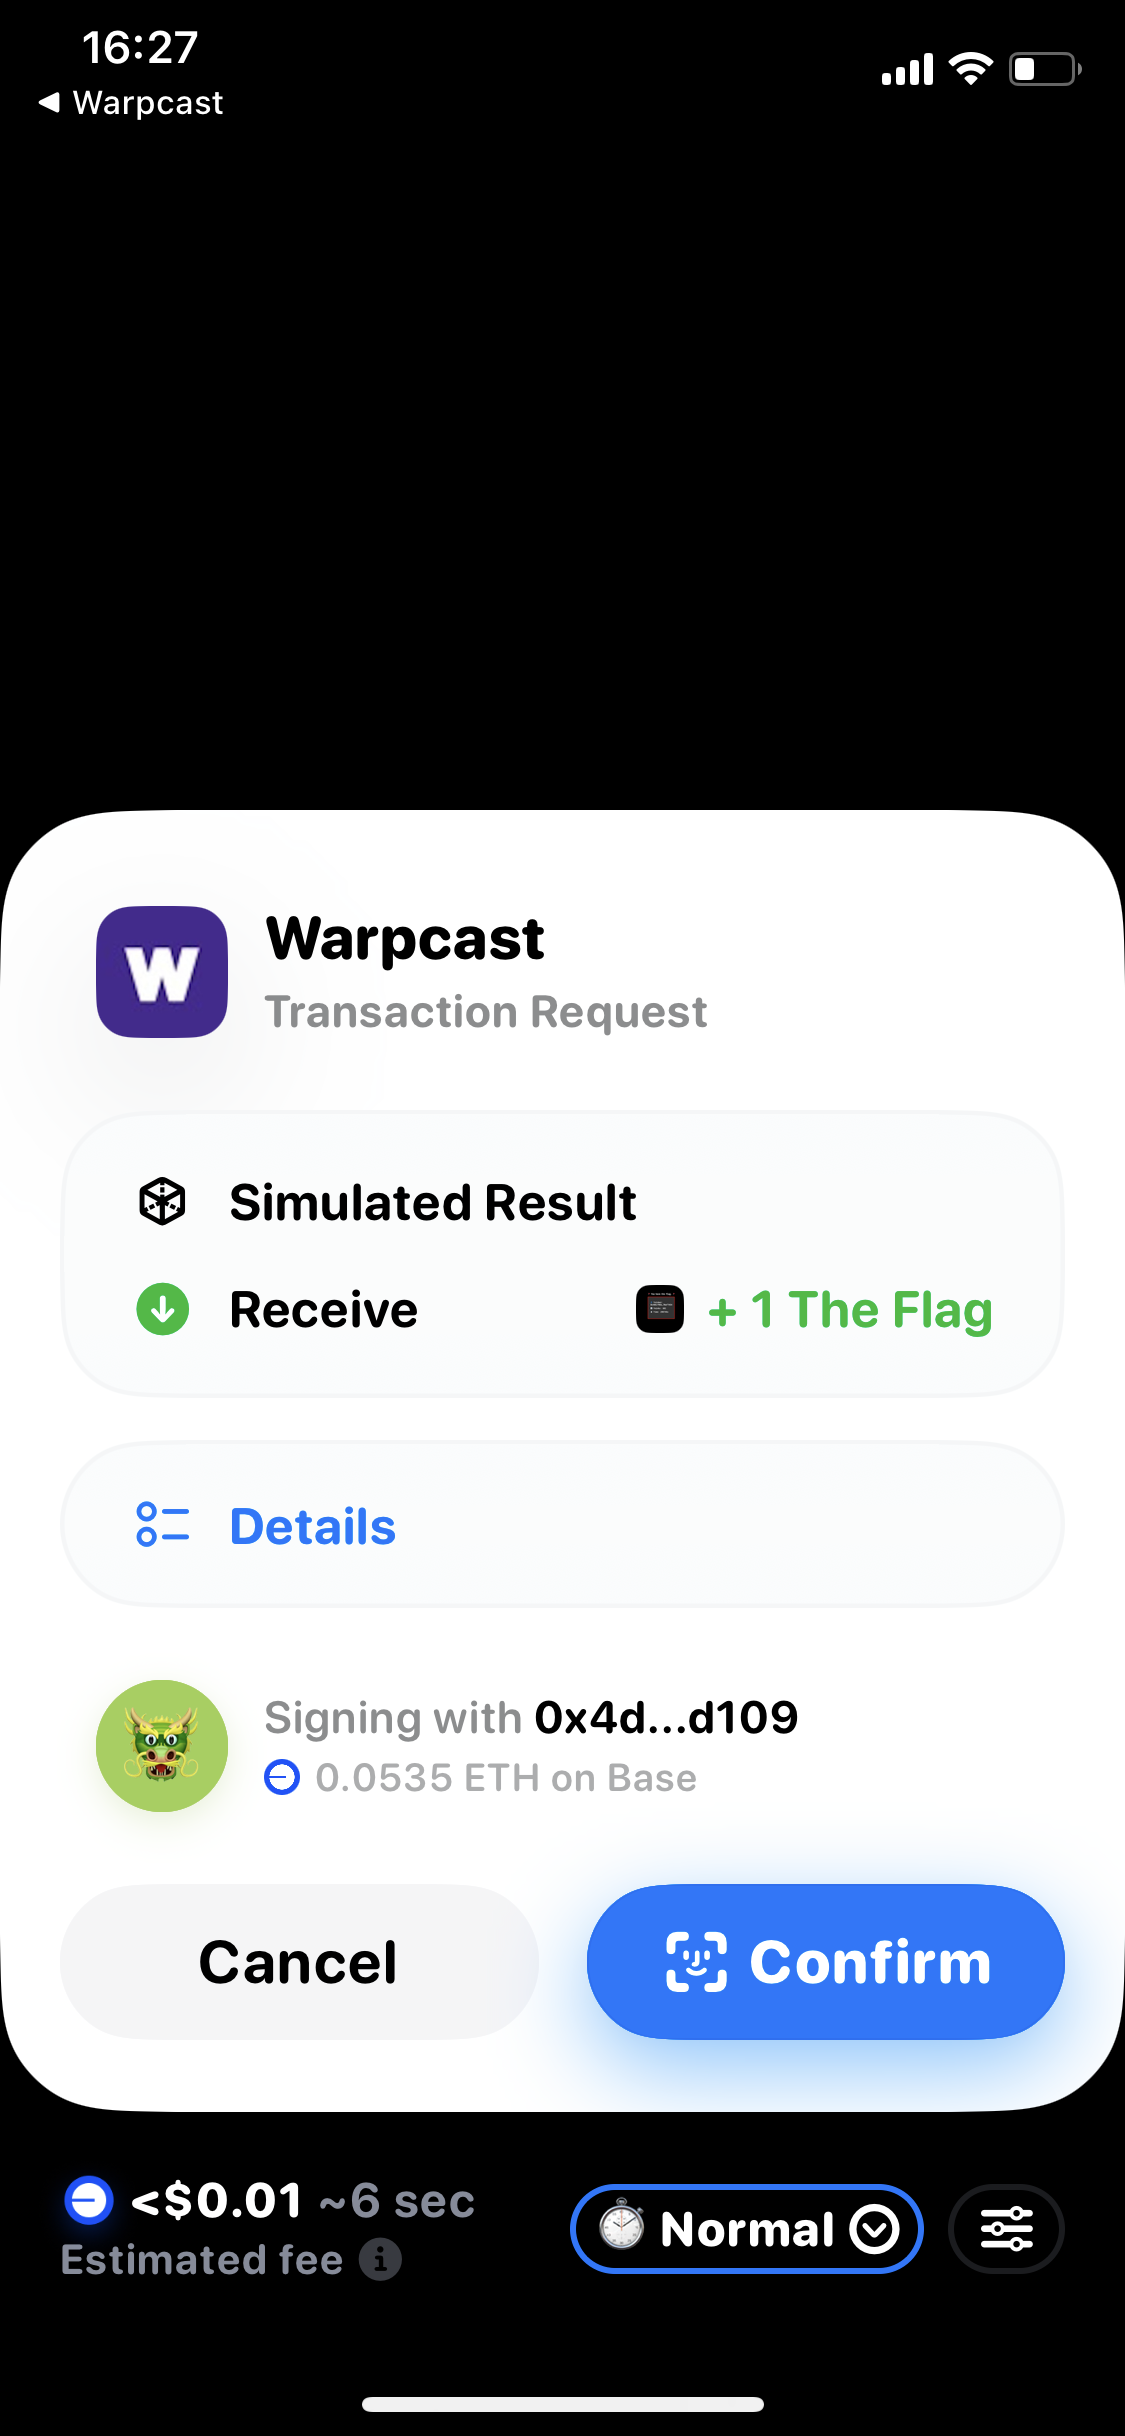 16:27
Warpcast
W
Warpcast
Transaction Request
Simulated Result
Receive + 1 The Flag
Details
Signing with 0x4d...d109
0.0535 ETH on Base
Cancel
Confirm
<$0.01 ~6 sec
Estimated fee
Normal